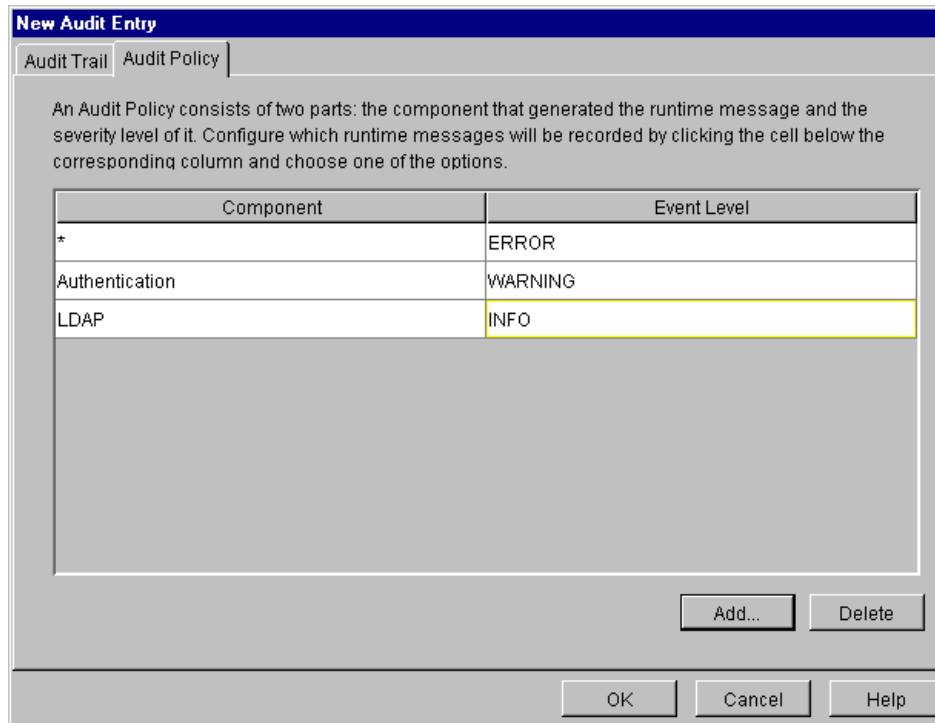 New Audit Entry
Audit Trail Audit Policy
An Audit Policy consists of two parts: the component that generated the runtime message and the
severity level of it. Configure which runtime messages will be recorded by clicking the cell below the
corresponding column and choose one of the options.
Component Event Level
* ERROR
Authentication WARNING
LDAP INFO
Add... Delete
OK Cancel Help